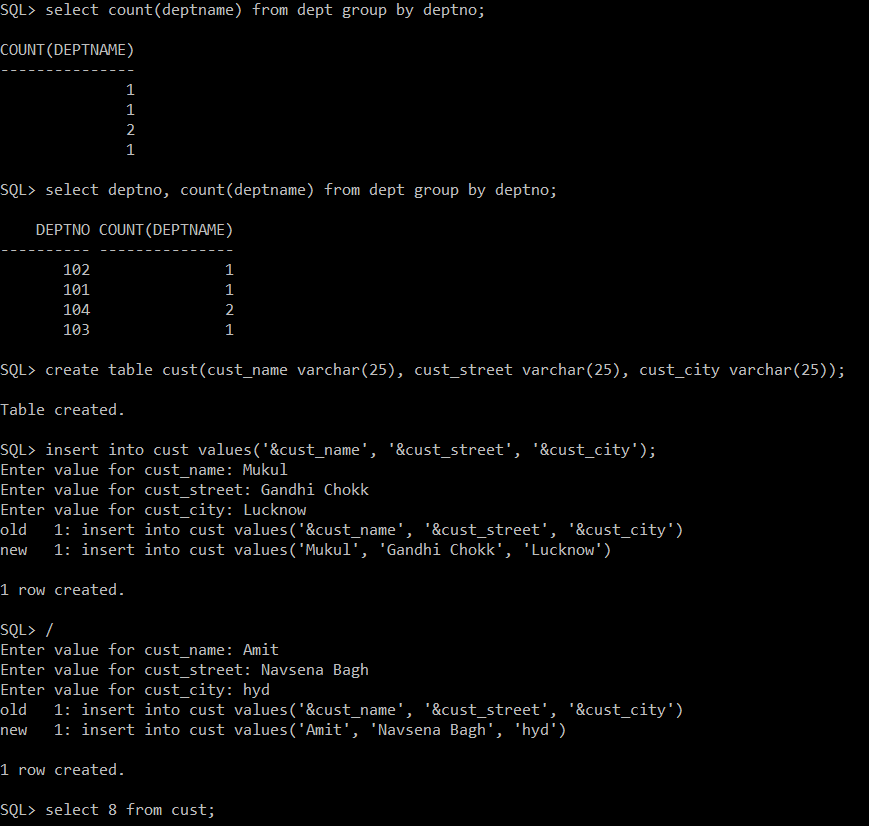 SQL> select count(deptname) from dept group by deptno;
COUNT(DEPTNAME)
---------------
1
1
2
1
SQL> select deptno, count(deptname) from dept group by deptno;
DEPTNO COUNT(DEPTNAME)
---------- ---------------
102 1
101 1
104 2
103 1
SQL> create table cust(cust_name varchar(25), cust_street varchar(25), cust_city varchar(25));
Table created.
SQL> insert into cust values('&cust_name', '&cust_street', '&cust_city');
Enter value for cust_name: Mukul
Enter value for cust_street: Gandhi Chokk
Enter value for cust_city: Lucknow
old 1: insert into cust values('&cust_name', '&cust_street', '&cust_city')
new 1: insert into cust values('Mukul', 'Gandhi Chokk', 'Lucknow')
1 row created.
SQL> /
Enter value for cust_name: Amit
Enter value for cust_street: Navsena Bagh
Enter value for cust_city: hyd
old 1: insert into cust values('&cust_name', '&cust_street', '&cust_city')
new 1: insert into cust values('Amit', 'Navsena Bagh', 'hyd')
1 row created.
SQL> select 8 from cust;